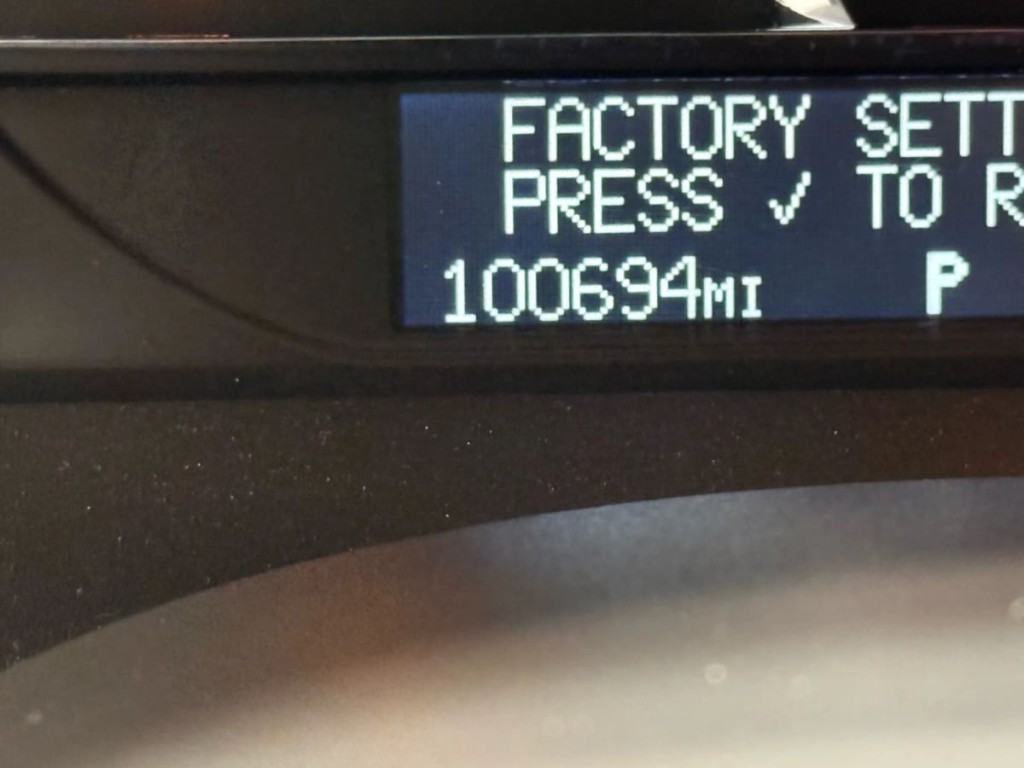 FACTORY SETT
PRESS ✓ TO R
100694MI P